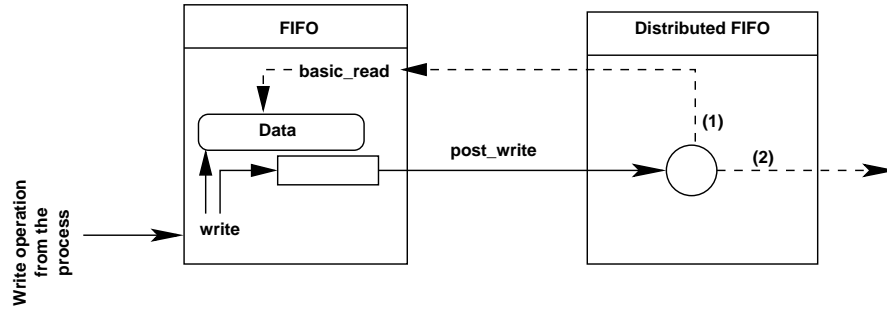 FIFO
Distributed FIFO
basic_read
(1)
Data
post_write
(2)
write
Write operation
from the
process